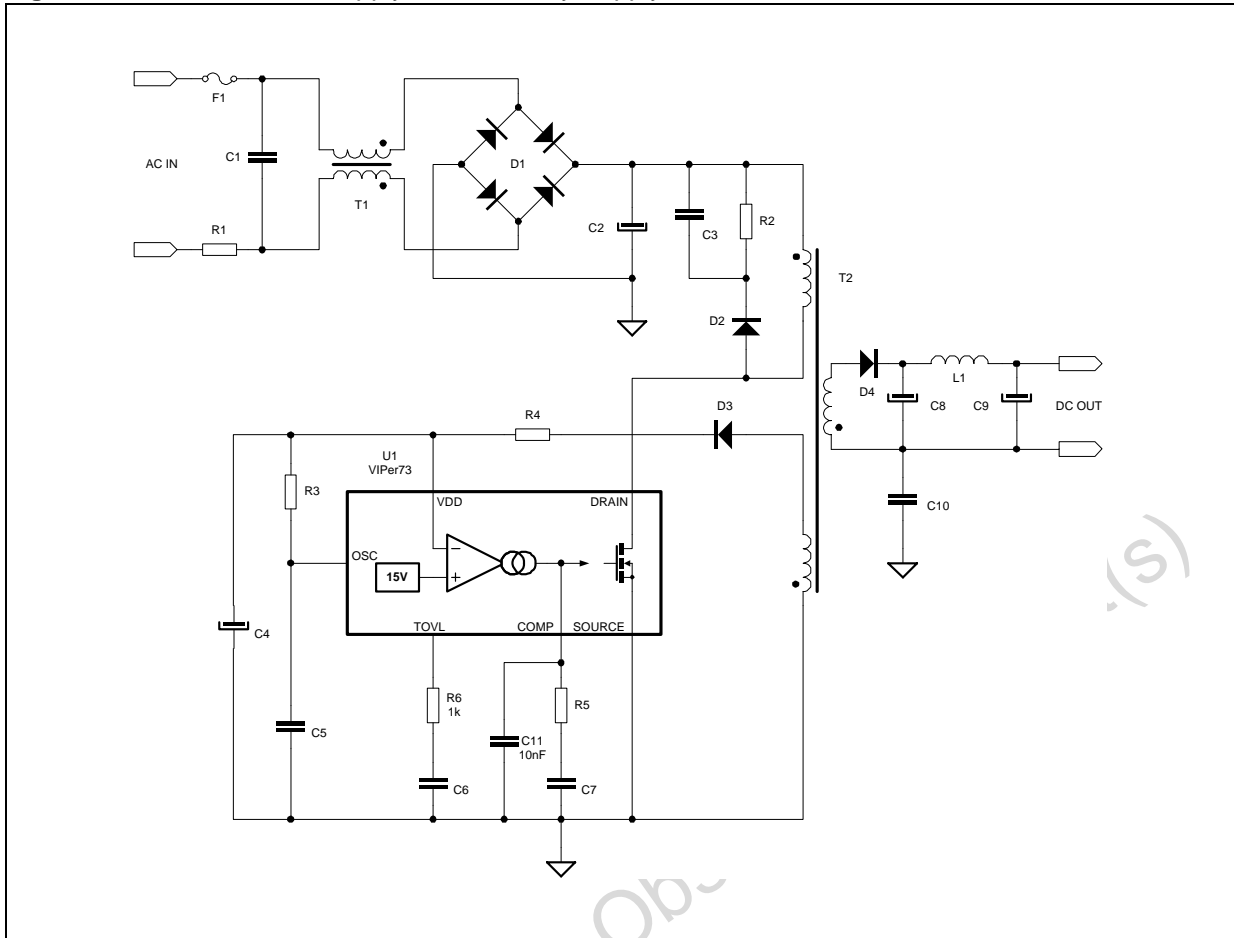 F1
C1
AC IN
T1
R1
D1
C2
C3
R2
D2
T2
D4
L1
C8
C9
DC OUT
C10
R4
D3
U1
VIPer73
R3
VDD
DRAIN
OSC
15V
C4
TOVL
COMP
SOURCE
R6
1k
R5
C5
C11
10nF
C6
C7
(s)
Obs